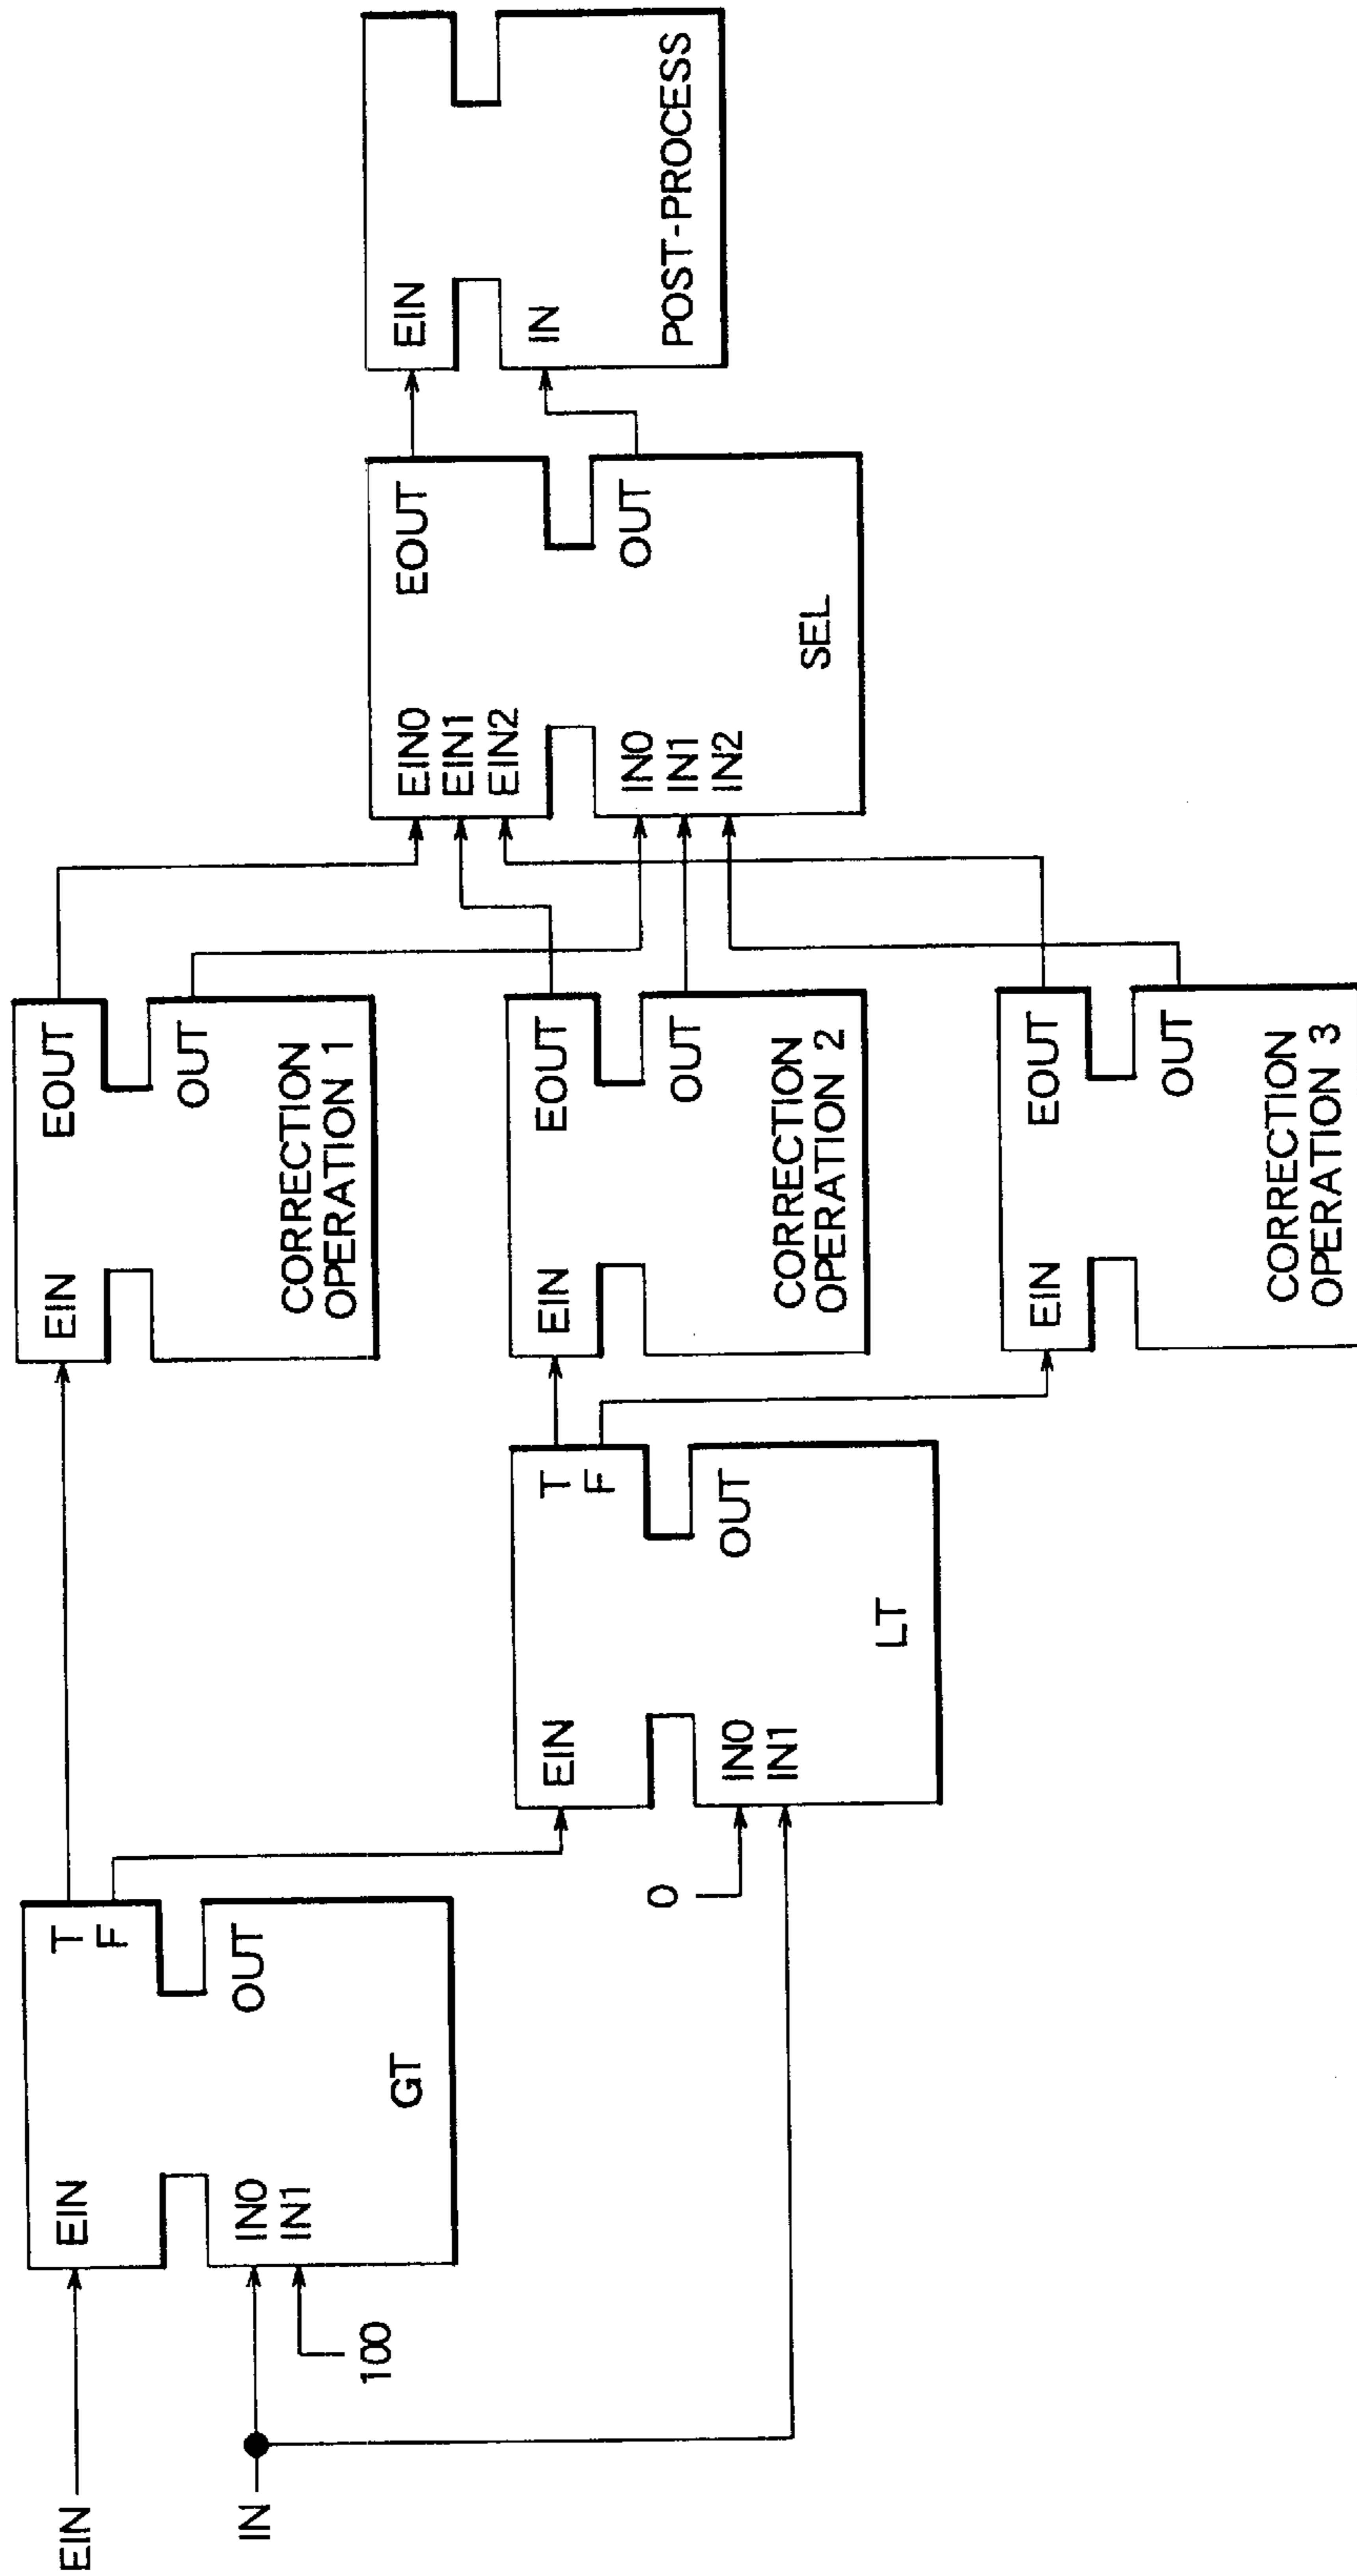 EIN
IN
100
EIN
T
F
IN0
IN1
OUT
GT
0
EIN
T
F
IN0
IN1
OUT
LT
EIN
EOUT
OUT
CORRECTION
OPERATION 1
EIN
EOUT
OUT
CORRECTION
OPERATION 2
EIN
EOUT
OUT
CORRECTION
OPERATION 3
EIN0
EIN1
EIN2
EOUT
IN0
IN1
IN2
OUT
SEL
EIN
IN
POST-PROCESS